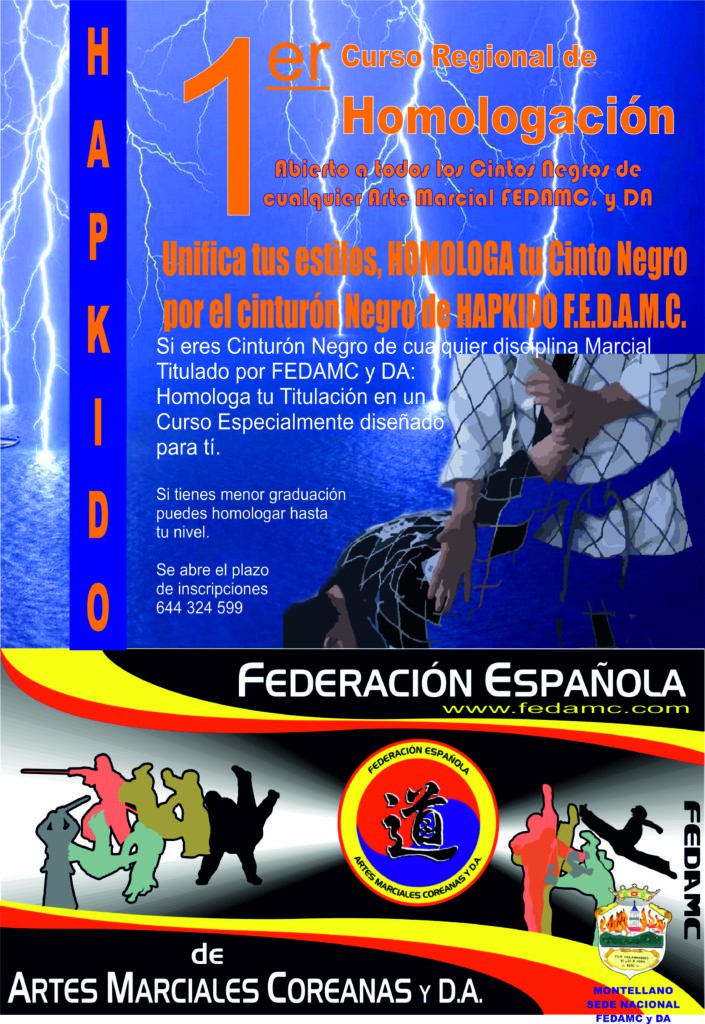 HAPKIDO
1er
Curso Regional de
Homologación
Abierto a todos los Cintos Negros de
cualquier Arte Marcial FEDAMC. y DA
Unifica tus estilos, HOMOLOGA tu Cinto Negro
por el cinturón Negro de HAPKIDO F.E.D.A.M.C.
Si eres Cinturón Negro de cualquier disciplina Marcial
Titulado por FEDAMC y DA:
Homologa tu Titulación en un
Curso Especialmente diseñado
para tí.
Si tienes menor graduación
puedes homologar hasta
tu nivel.
Se abre el plazo
de inscripciones
644 324 599
FEDERACIÓN ESPAÑOLA
www.fedamc.com
FEDERACIÓN ESPAÑOLA
道
ARTES MARCIALES COREANAS Y D.A.
FEDAMC
de
ARTES MARCIALES COREANAS Y D.A.
MONTELLANO
SEDE NACIONAL
FEDAMC y DA